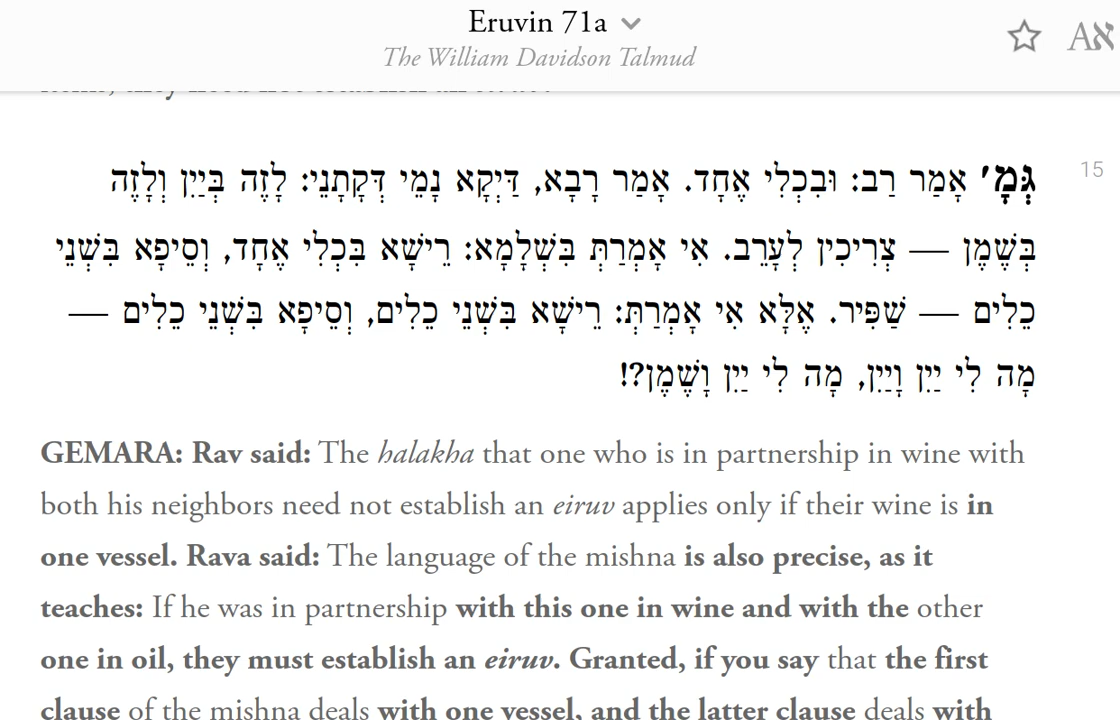 Eruvin 71a
The William Davidson Talmud
Aא
15
גְּמָ׳ אָמַר רַב: וּבִכְלִי אֶחָד. אָמַר רָבָא, דַּיְקָא נָמֵי דְּקָתָנֵי: לָזֶה בְּיַיִן וְלָזֶה
בְּשֶׁמֶן — צְרִיכִין לְעָרֵב. אִי אָמְרַתְּ בִּשְׁלָמָא: רֵישָׁא בִּכְלִי אֶחָד, וְסֵיפָא בִּשְׁנֵי
כֵלִים — שַׁפִּיר. אֶלָּא אִי אָמְרַתְּ: רֵישָׁא בִּשְׁנֵי כֵלִים, וְסֵיפָא בִּשְׁנֵי כֵלִים —
מָה לִי יַיִן וָיַיִן, מָה לִי יַיִן וָשֶׁמֶן?!
GEMARA: Rav said: The halakha that one who is in partnership in wine with
both his neighbors need not establish an eiruv applies only if their wine is in
one vessel. Rava said: The language of the mishna is also precise, as it
teaches: If he was in partnership with this one in wine and with the other
one in oil, they must establish an eiruv. Granted, if you say that the first
clause of the mishna deals with one vessel, and the latter clause deals with